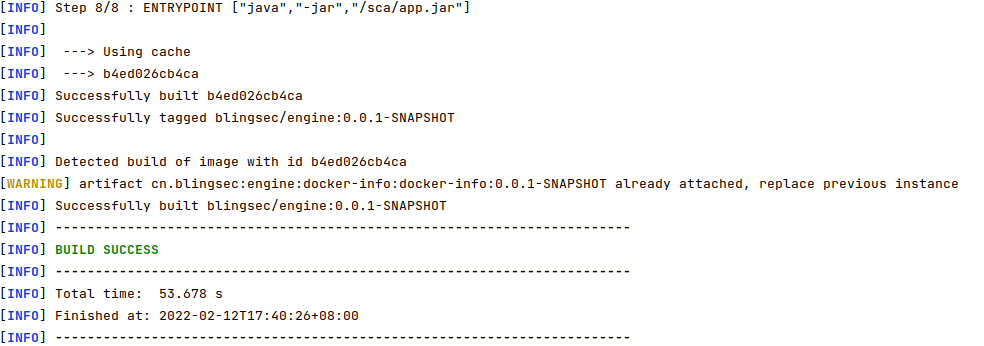 [INFO] Step 8/8 : ENTRYPOINT ["java","-jar","/sca/app.jar"]
[INFO]
[INFO]  ---> Using cache
[INFO]  ---> b4ed026cb4ca
[INFO] Successfully built b4ed026cb4ca
[INFO] Successfully tagged blingsec/engine:0.0.1-SNAPSHOT
[INFO]
[INFO] Detected build of image with id b4ed026cb4ca
[WARNING] artifact cn.blingsec:engine:docker-info:docker-info:0.0.1-SNAPSHOT already attached, replace previous instance
[INFO] Successfully built blingsec/engine:0.0.1-SNAPSHOT
[INFO] ------------------------------------------------------------------------
[INFO] BUILD SUCCESS
[INFO] ------------------------------------------------------------------------
[INFO] Total time:  53.678 s
[INFO] Finished at: 2022-02-12T17:40:26+08:00
[INFO] ------------------------------------------------------------------------